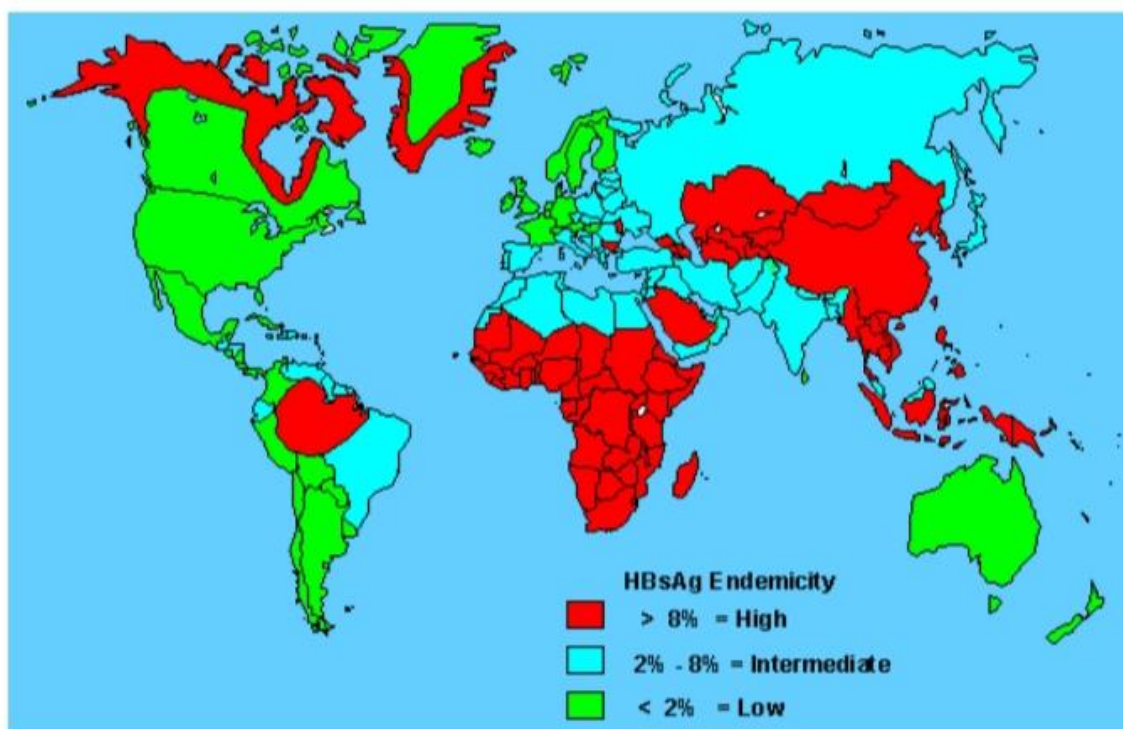 HBsAg Endemicity
> 8% = High
2% - 8% = Intermediate
< 2% = Low